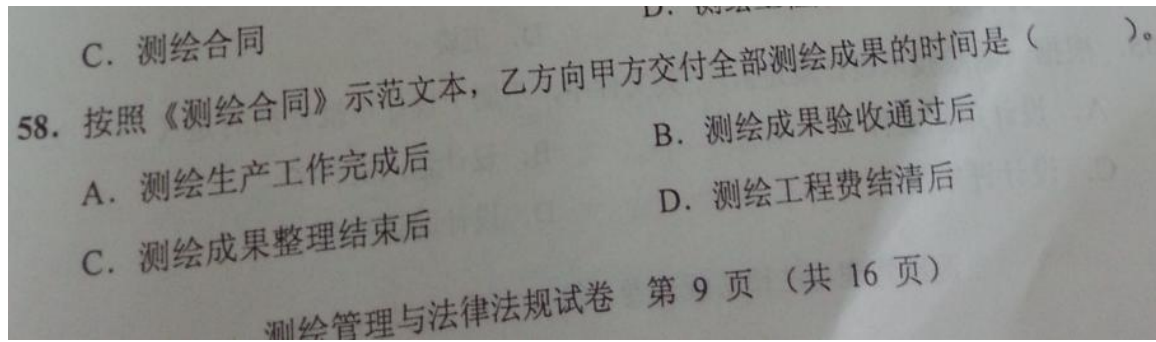 C．测绘合同
58．按照《测绘合同》示范文本，乙方向甲方交付全部测绘成果的时间是（　　）。
A．测绘生产工作完成后
B．测绘成果验收通过后
C．测绘成果整理结束后
D．测绘工程费结清后
测绘管理与法律法规试卷 第 9 页 （共 16 页）